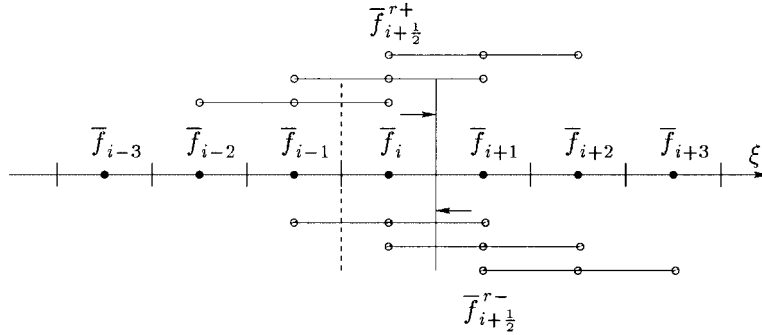 f̅^{r+}_{i+1/2}
f̅_{i−3} f̅_{i−2} f̅_{i−1} f̅_i f̅_{i+1} f̅_{i+2} f̅_{i+3} ξ
f̅^{r−}_{i+1/2}